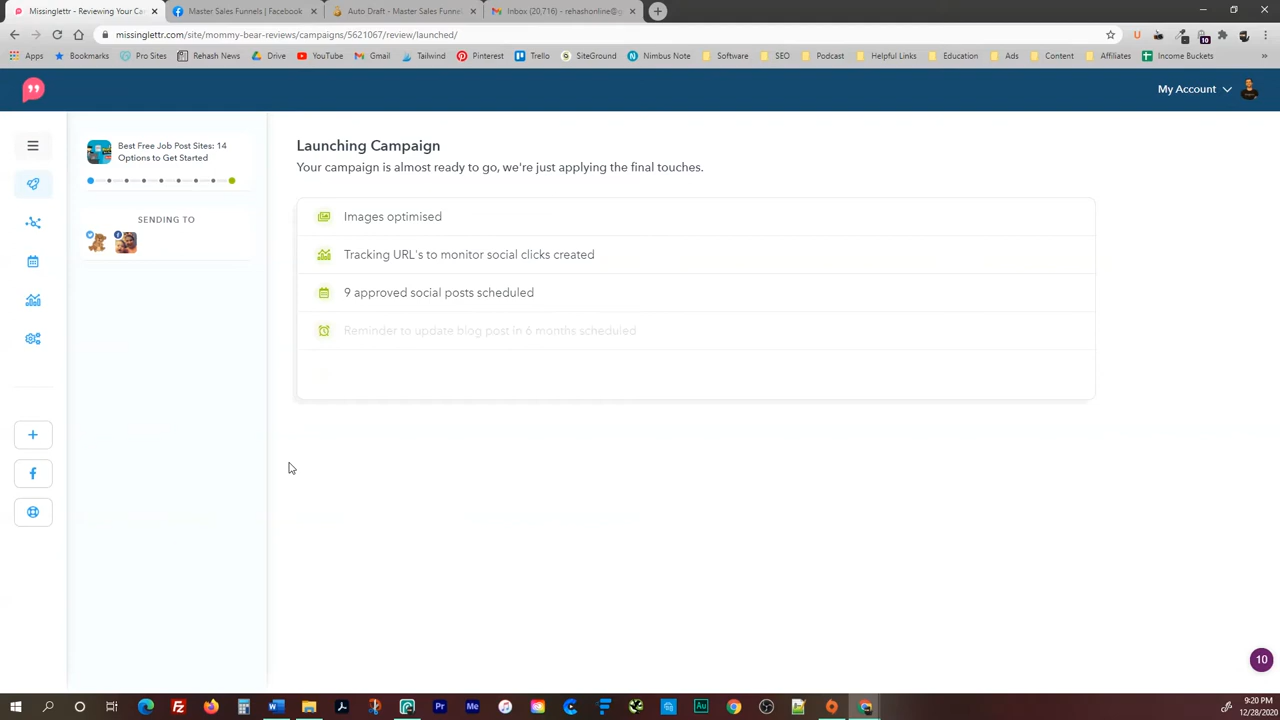 Missinglettr - Reviewing Your Ca
Master Sales Funnels | Facebook
Auto Draft - Master Sales Funnel
Inbox (20,716) - rehashonline@g
missinglettr.com/site/mommy-bear-reviews/campaigns/5621067/review/launched/
Apps
Bookmarks
Pro Sites
Rehash News
Drive
YouTube
Gmail
Tailwind
Pinterest
Trello
SiteGround
Nimbus Note
Software
SEO
Podcast
Helpful Links
Education
Ads
Content
Affiliates
Income Buckets
»
My Account
Best Free Job Post Sites: 14
Options to Get Started
SENDING TO
Launching Campaign
Your campaign is almost ready to go, we're just applying the final touches.
Images optimised
Tracking URL's to monitor social clicks created
9 approved social posts scheduled
Reminder to update blog post in 6 months scheduled
10
9:20 PM
12/28/2020